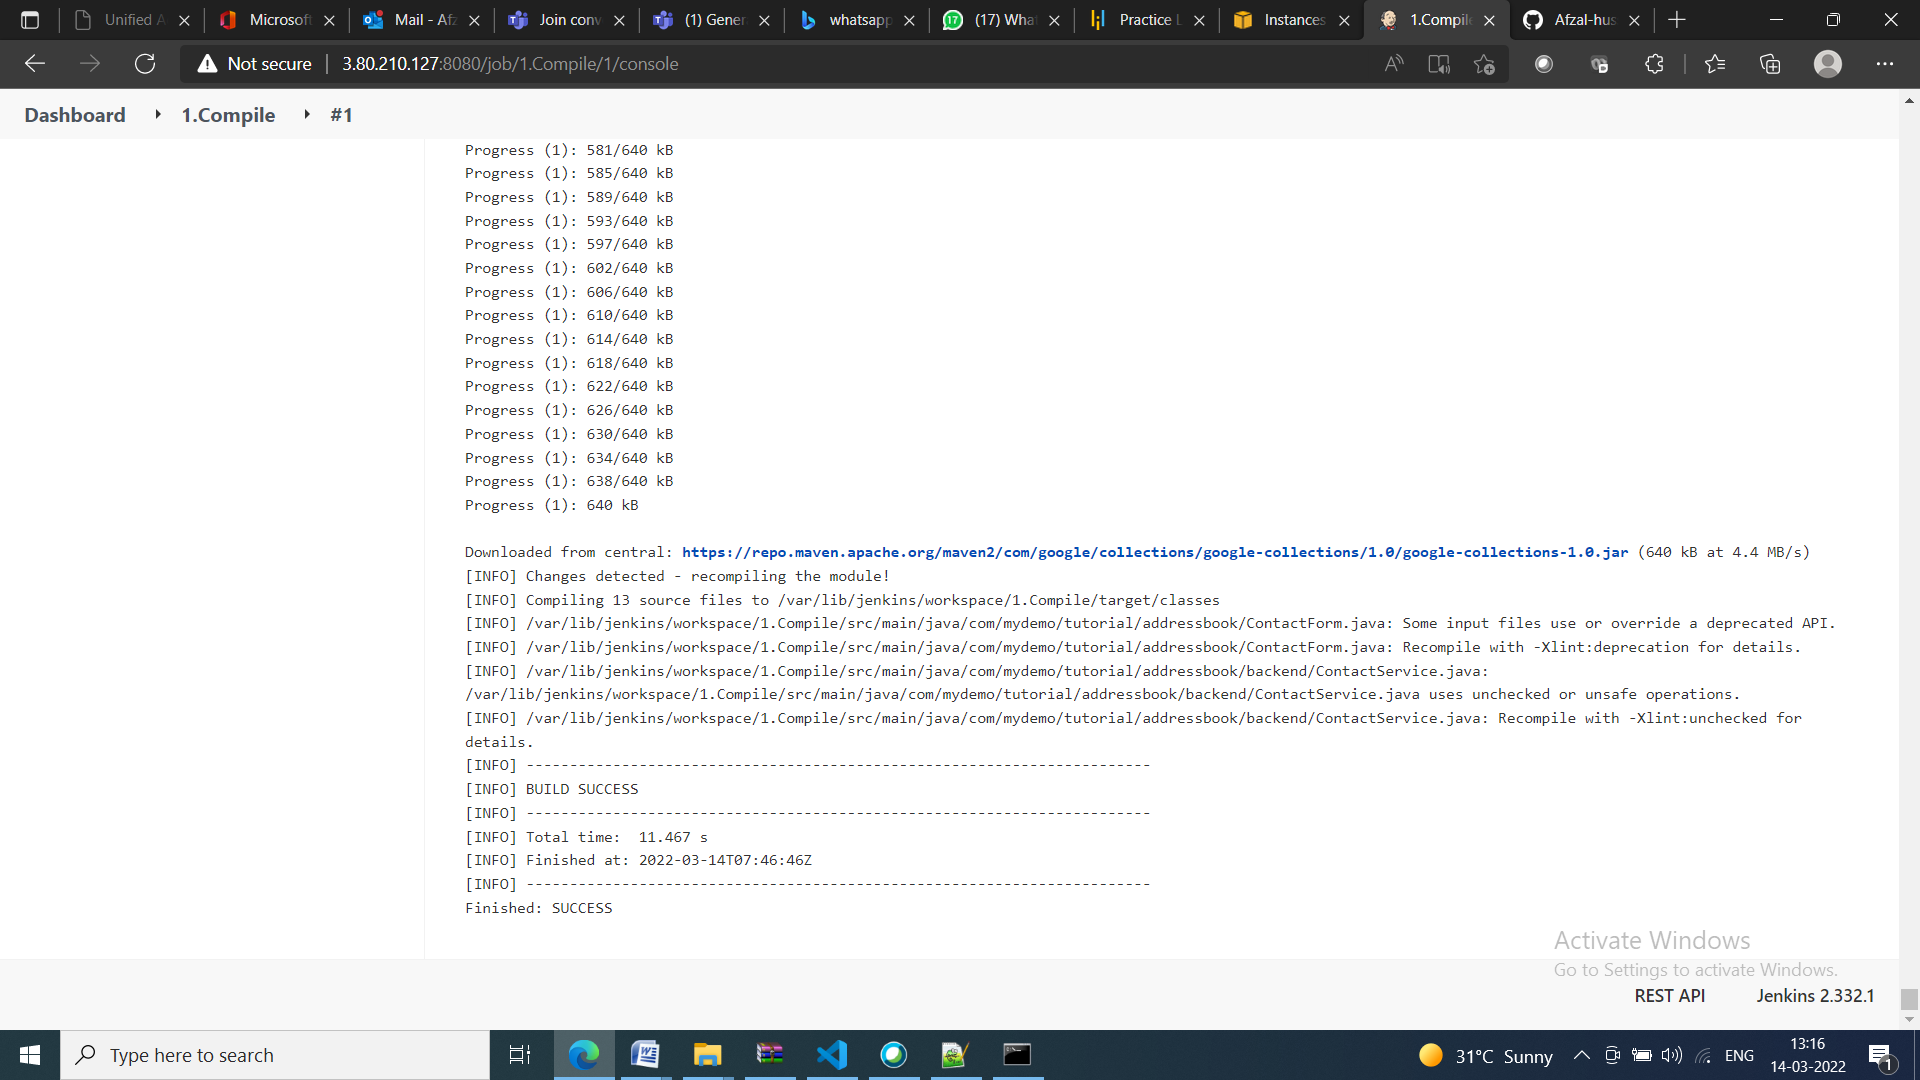 Unified A
Microsoft
Mail - Afz
Join conv
(1) Gener
whatsapp
(17) Wha
Practice L
Instances
1.Compile
Afzal-hus
Not secure
3.80.210.127:8080/job/1.Compile/1/console
Dashboard
1.Compile
#1
Progress (1): 581/640 kB
Progress (1): 585/640 kB
Progress (1): 589/640 kB
Progress (1): 593/640 kB
Progress (1): 597/640 kB
Progress (1): 602/640 kB
Progress (1): 606/640 kB
Progress (1): 610/640 kB
Progress (1): 614/640 kB
Progress (1): 618/640 kB
Progress (1): 622/640 kB
Progress (1): 626/640 kB
Progress (1): 630/640 kB
Progress (1): 634/640 kB
Progress (1): 638/640 kB
Progress (1): 640 kB
Downloaded from central: https://repo.maven.apache.org/maven2/com/google/collections/google-collections/1.0/google-collections-1.0.jar (640 kB at 4.4 MB/s)
[INFO] Changes detected - recompiling the module!
[INFO] Compiling 13 source files to /var/lib/jenkins/workspace/1.Compile/target/classes
[INFO] /var/lib/jenkins/workspace/1.Compile/src/main/java/com/mydemo/tutorial/addressbook/ContactForm.java: Some input files use or override a deprecated API.
[INFO] /var/lib/jenkins/workspace/1.Compile/src/main/java/com/mydemo/tutorial/addressbook/ContactForm.java: Recompile with -Xlint:deprecation for details.
[INFO] /var/lib/jenkins/workspace/1.Compile/src/main/java/com/mydemo/tutorial/addressbook/backend/ContactService.java:
/var/lib/jenkins/workspace/1.Compile/src/main/java/com/mydemo/tutorial/addressbook/backend/ContactService.java uses unchecked or unsafe operations.
[INFO] /var/lib/jenkins/workspace/1.Compile/src/main/java/com/mydemo/tutorial/addressbook/backend/ContactService.java: Recompile with -Xlint:unchecked for
details.
[INFO] ------------------------------------------------------------------------
[INFO] BUILD SUCCESS
[INFO] ------------------------------------------------------------------------
[INFO] Total time:  11.467 s
[INFO] Finished at: 2022-03-14T07:46:46Z
[INFO] ------------------------------------------------------------------------
Finished: SUCCESS
Activate Windows
Go to Settings to activate Windows.
REST API
Jenkins 2.332.1
Type here to search
31°C Sunny
ENG
13:16
14-03-2022
1